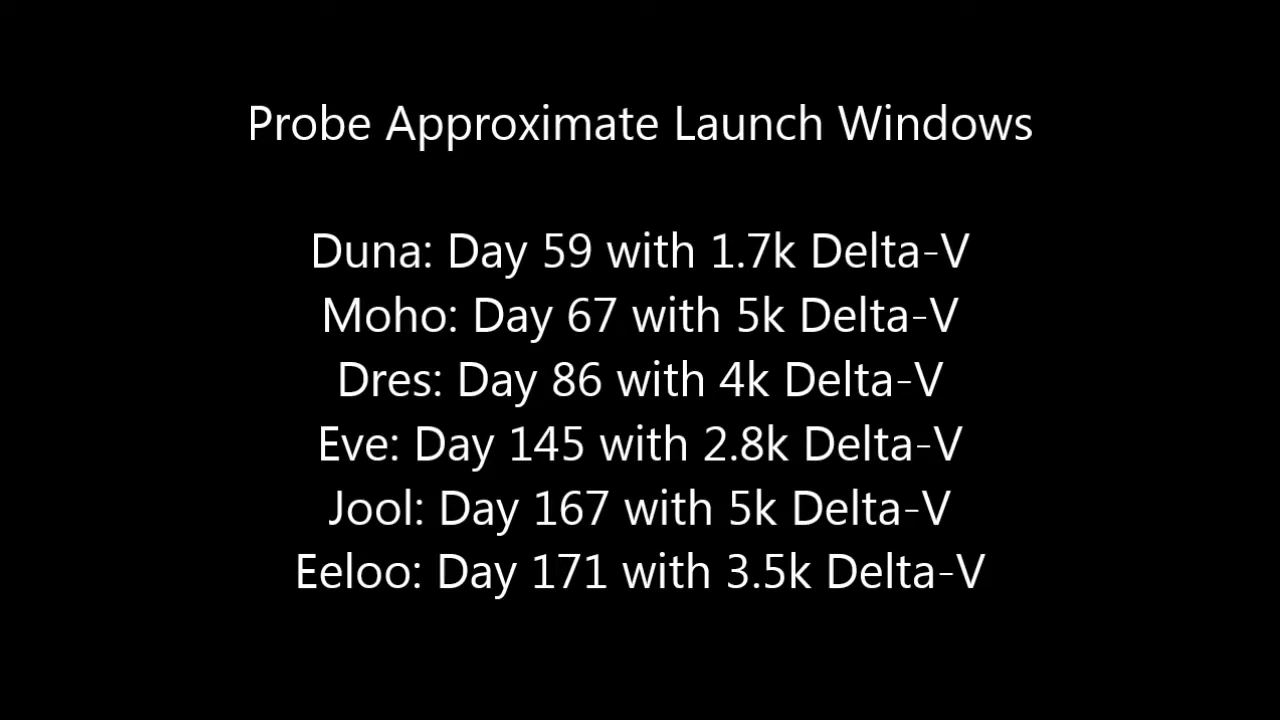 Probe Approximate Launch Windows
Duna: Day 59 with 1.7k Delta-V
Moho: Day 67 with 5k Delta-V
Dres: Day 86 with 4k Delta-V
Eve: Day 145 with 2.8k Delta-V
Jool: Day 167 with 5k Delta-V
Eeloo: Day 171 with 3.5k Delta-V